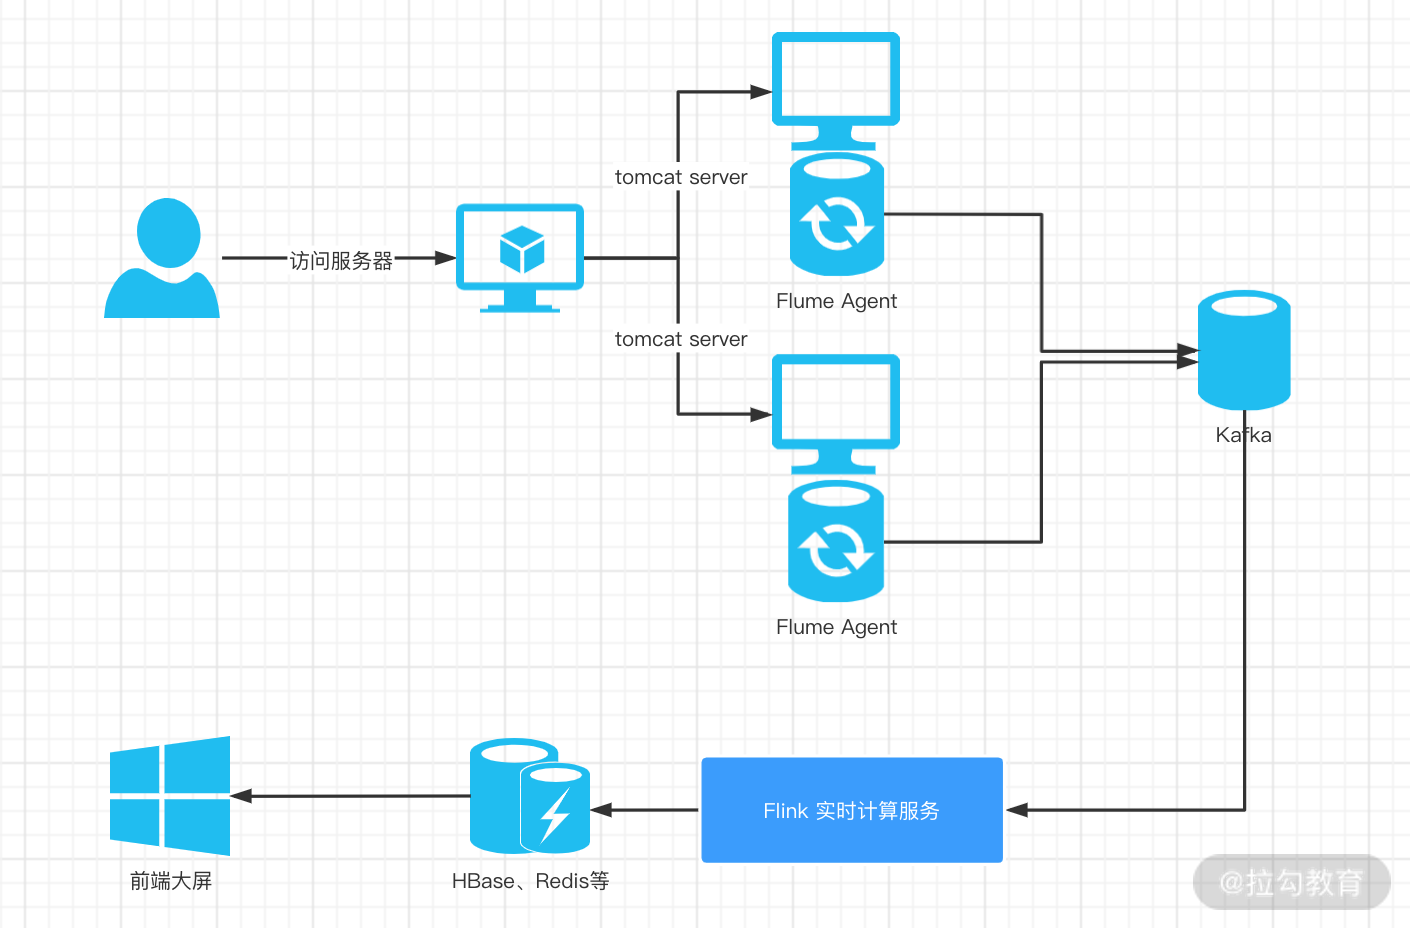 tomcat server
访问服务器
Flume Agent
tomcat server
Kafka
Flume Agent
Flink 实时计算服务
前端大屏
HBase、Redis等
@拉勾教育